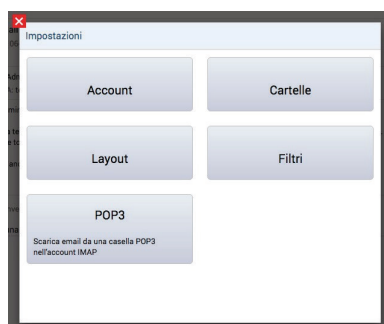 Impostazioni
Account
Cartelle
Layout
Filtri
POP3
Scarica email da una casella POP3
nell'account IMAP